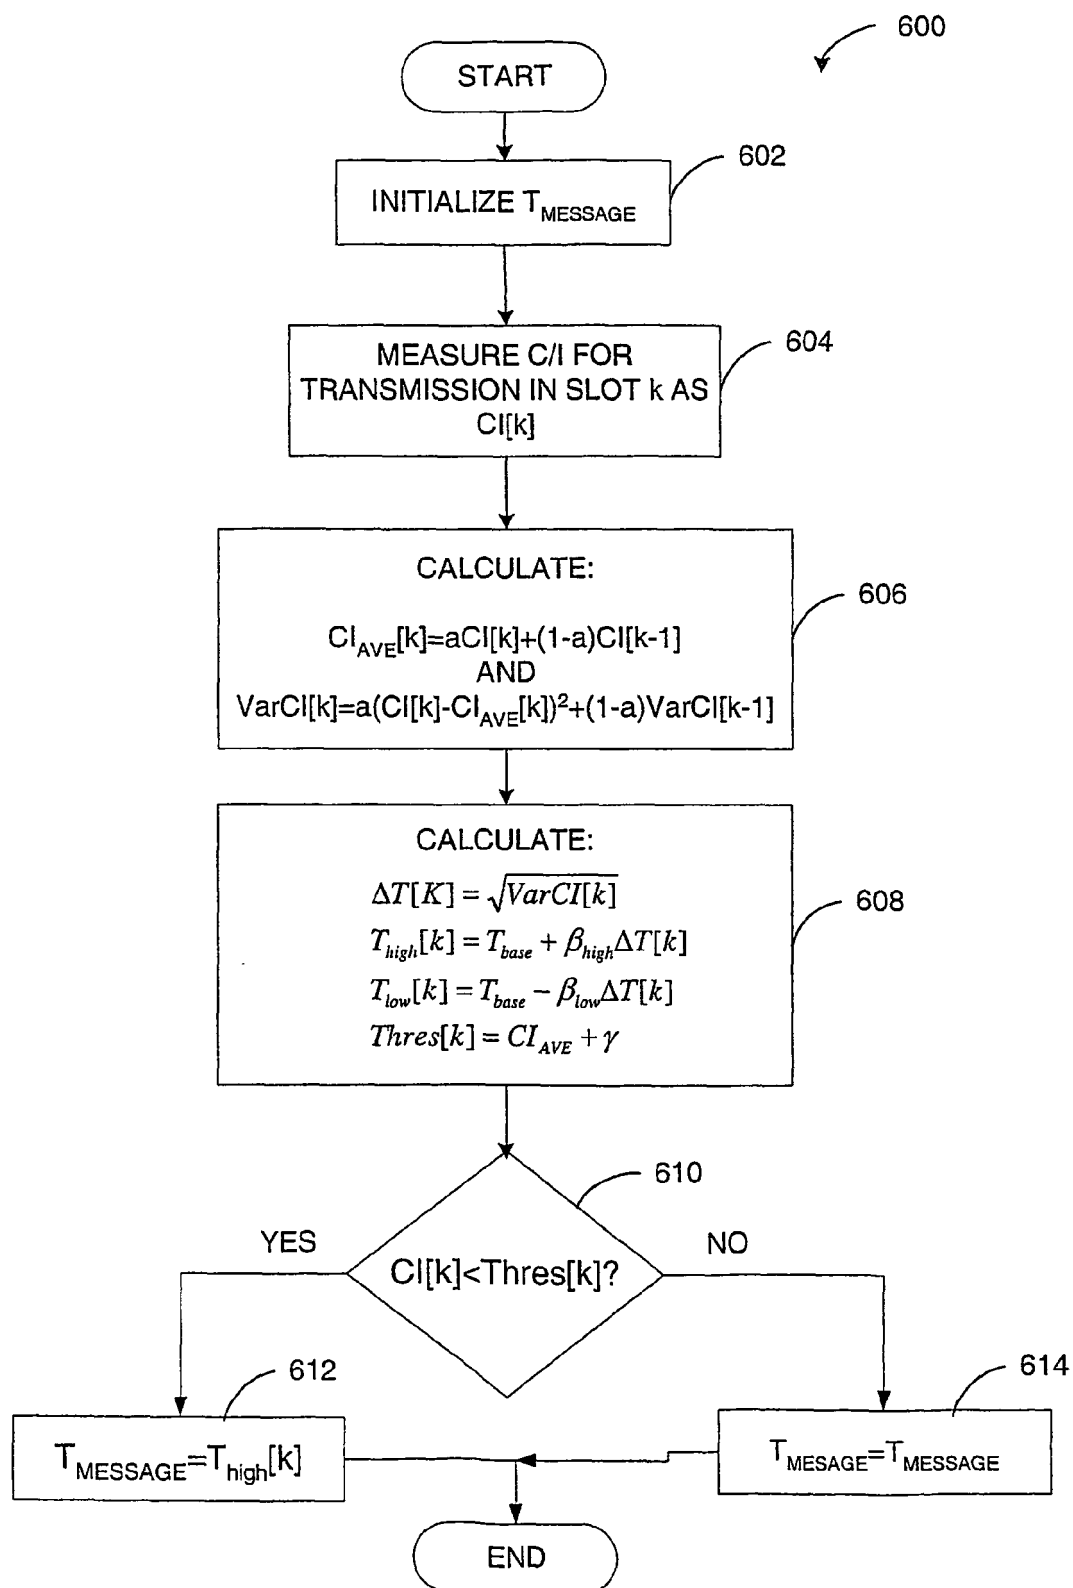 600
START
602
INITIALIZE T_MESSAGE
604
MEASURE C/I FOR
TRANSMISSION IN SLOT k AS
CI[k]
606
CALCULATE:
CI_AVE[k]=aCI[k]+(1-a)CI[k-1]
AND
VarCI[k]=a(CI[k]-CI_AVE[k])²+(1-a)VarCI[k-1]
608
CALCULATE:
ΔT[K] = √VarCI[k]
T_high[k] = T_base + β_high ΔT[k]
T_low[k] = T_base − β_low ΔT[k]
Thres[k] = CI_AVE + γ
610
YES
CI[k]<Thres[k]?
NO
612
614
T_MESSAGE=T_high[k]
T_MESAGE=T_MESSAGE
END